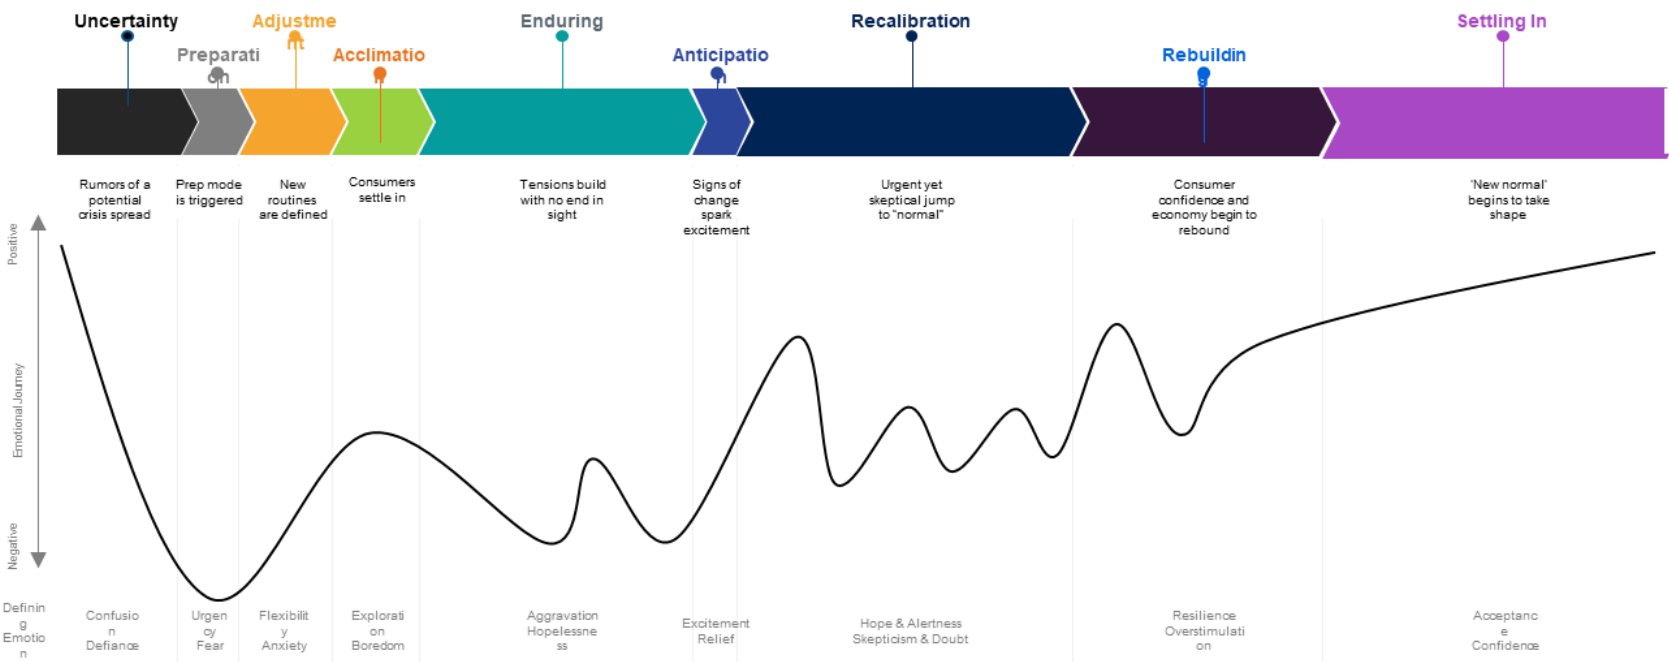 Uncertainty
Preparati
on
Adjustme
nt
Acclimatio
n
Enduring
Anticipatio
n
Recalibration
Rebuildin
g
Settling In
Rumors of a
potential
crisis spread
Prep mode
is triggered
New
routines
are defined
Consumers
settle in
Tensions build
with no end in
sight
Signs of
change
spark
excitement
Urgent yet
skeptical jump
to "normal"
Consumer
confidence and
economy begin to
rebound
'New normal'
begins to take
shape
Positive
Emotional Journey
Negative
Definin
g
Emotio
n
Confusio
n
Defiance
Urgen
cy
Fear
Flexibilit
y
Anxiety
Explorati
on
Boredom
Aggravation
Hopelessne
ss
Excitement
Relief
Hope & Alertness
Skepticism & Doubt
Resilience
Overstimulati
on
Acceptanc
e
Confidence